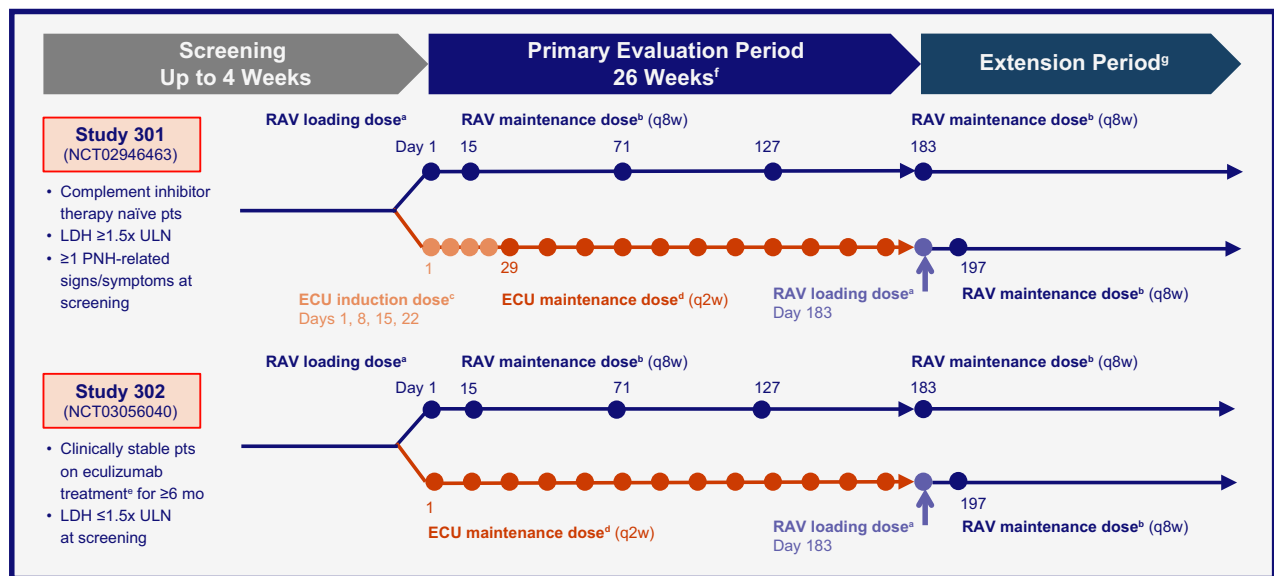 Screening
Up to 4 Weeks
Primary Evaluation Period
26 Weeksᶠ
Extension Periodᵍ
Study 301
(NCT02946463)
• Complement inhibitor
therapy naïve pts
• LDH ≥1.5x ULN
• ≥1 PNH-related
signs/symptoms at
screening
RAV loading doseᵃ
RAV maintenance doseᵇ (q8w)
RAV maintenance doseᵇ (q8w)
Day 1
15
71
127
183
1
29
197
ECU induction doseᶜ
Days 1, 8, 15, 22
ECU maintenance doseᵈ (q2w)
RAV loading doseᵃ
Day 183
RAV maintenance doseᵇ (q8w)
Study 302
(NCT03056040)
• Clinically stable pts
on eculizumab
treatmentᵉ for ≥6 mo
• LDH ≤1.5x ULN
at screening
RAV loading doseᵃ
RAV maintenance doseᵇ (q8w)
RAV maintenance doseᵇ (q8w)
Day 1
15
71
127
183
1
197
ECU maintenance doseᵈ (q2w)
RAV loading doseᵃ
Day 183
RAV maintenance doseᵇ (q8w)